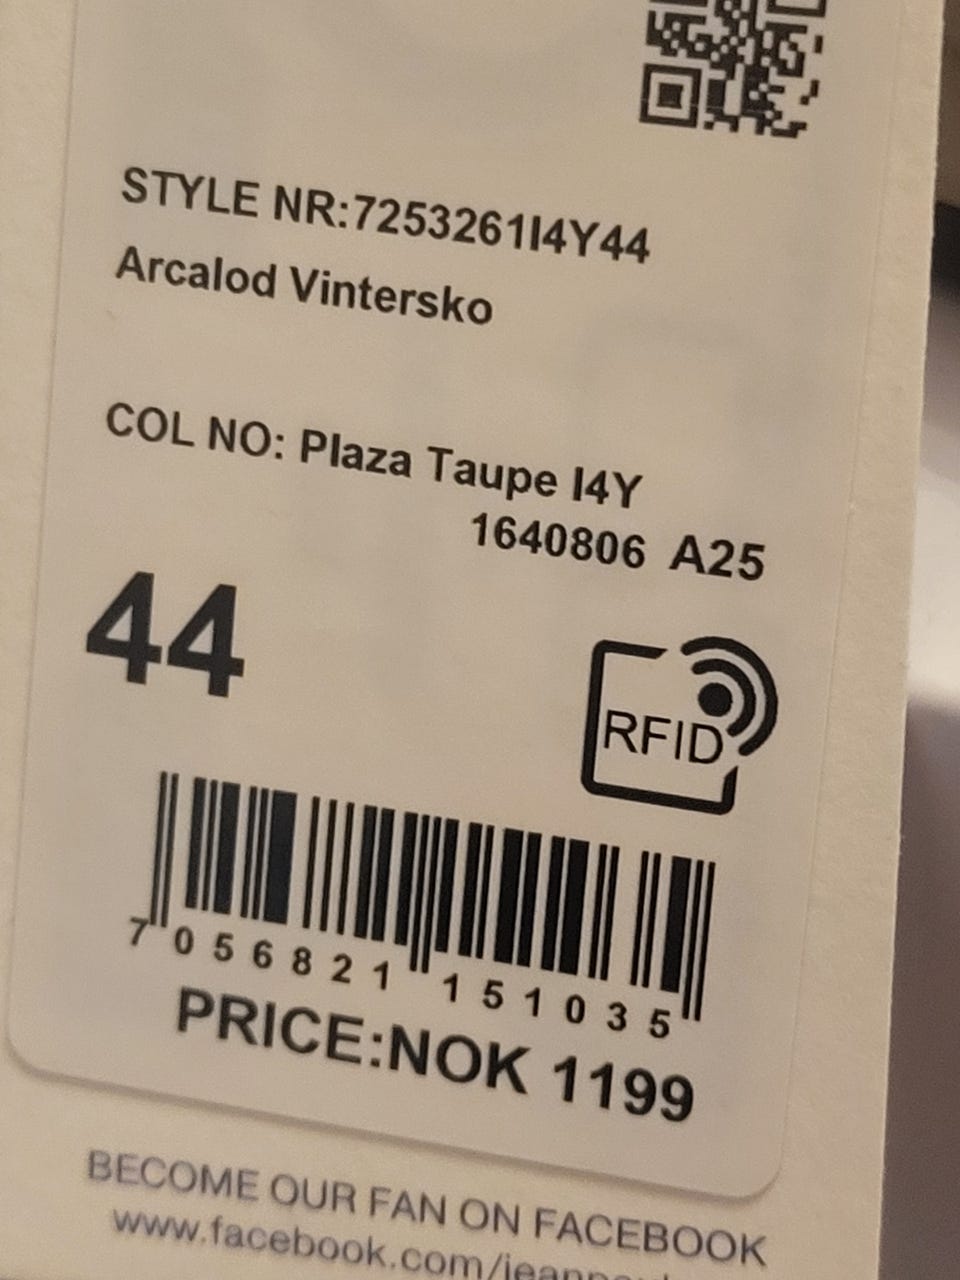 STYLE NR:7253261I4Y44
Arcalod Vintersko
COL NO: Plaza Taupe I4Y
1640806 A25
44
RFID
7 056821 151035
PRICE:NOK 1199
BECOME OUR FAN ON FACEBOOK